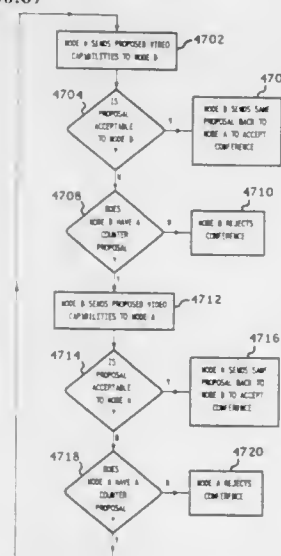 4702
NODE A SENDS PROPOSED VIDEO
CAPABILITIES TO NODE B
4704
IS
PROPOSAL
ACCEPTABLE
TO NODE B
?
Y
470
NODE B SENDS SAME
PROPOSAL BACK TO
NODE A TO ACCEPT
CONFERENCE
N
4708
DOES
NODE B HAVE A
COUNTER
PROPOSAL
?
N
4710
NODE B REJECTS
CONFERENCE
Y
4712
NODE B SENDS PROPOSED VIDEO
CAPABILITIES TO NODE A
4714
IS
PROPOSAL
ACCEPTABLE
TO NODE A
?
Y
4716
NODE A SENDS SAME
PROPOSAL BACK TO
NODE B TO ACCEPT
CONFERENCE
N
4718
DOES
NODE A HAVE A
COUNTER
PROPOSAL
?
N
4720
NODE A REJECTS
CONFERENCE
Y